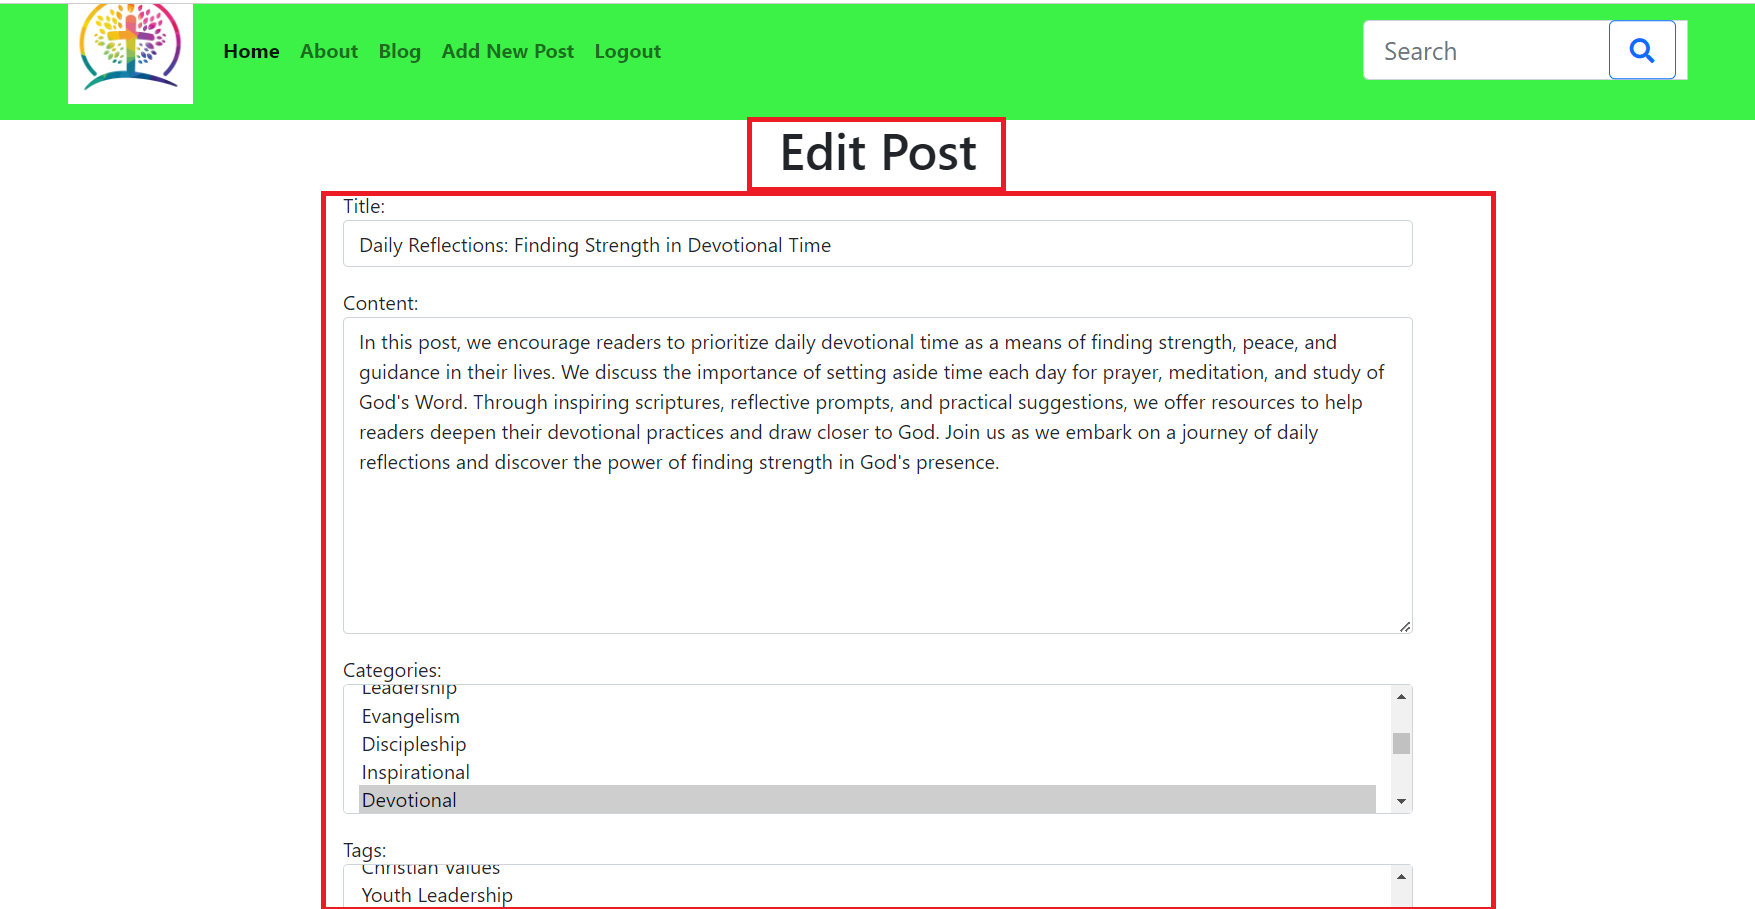 Home About Blog Add New Post Logout
Search
Edit Post
Title:
Daily Reflections: Finding Strength in Devotional Time
Content:
In this post, we encourage readers to prioritize daily devotional time as a means of finding strength, peace, and
guidance in their lives. We discuss the importance of setting aside time each day for prayer, meditation, and study of
God's Word. Through inspiring scriptures, reflective prompts, and practical suggestions, we offer resources to help
readers deepen their devotional practices and draw closer to God. Join us as we embark on a journey of daily
reflections and discover the power of finding strength in God's presence.
Categories:
Leadership
Evangelism
Discipleship
Inspirational
Devotional
Tags:
Christian Values
Youth Leadership